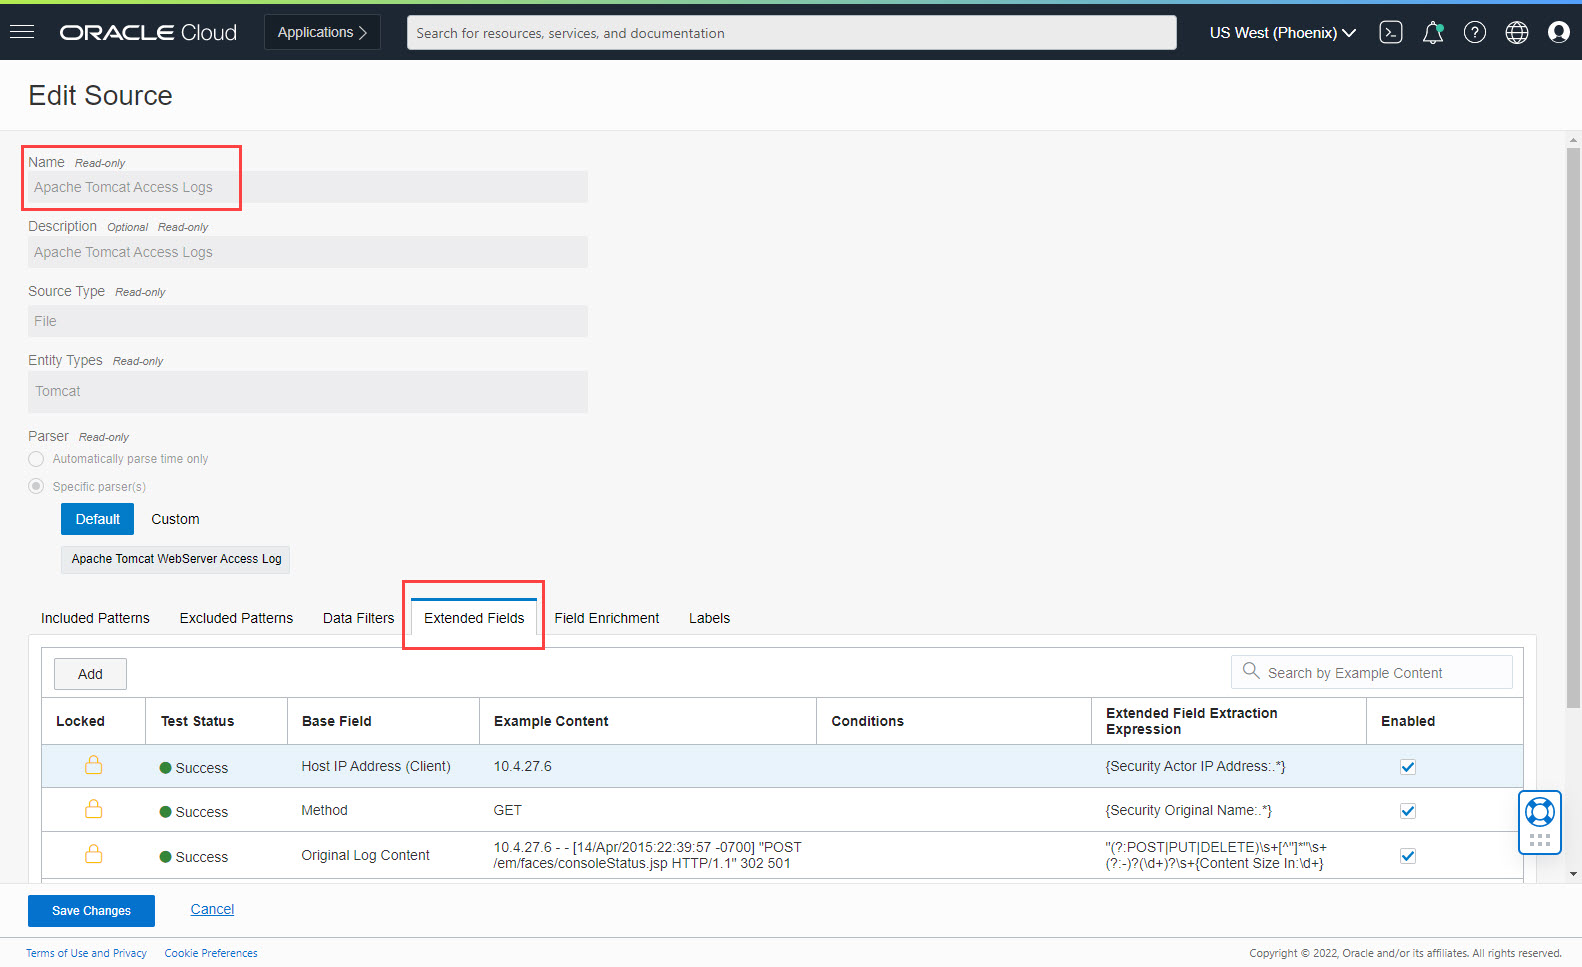 ORACLE Cloud
Applications
Search for resources, services, and documentation
US West (Phoenix)
Edit Source
Name Read-only
Apache Tomcat Access Logs
Description Optional Read-only
Apache Tomcat Access Logs
Source Type Read-only
File
Entity Types Read-only
Tomcat
Parser Read-only
Automatically parse time only
Specific parser(s)
Default Custom
Apache Tomcat WebServer Access Log
Included Patterns Excluded Patterns Data Filters Extended Fields Field Enrichment Labels
Add
Search by Example Content
Locked Test Status Base Field Example Content Conditions Extended Field Extraction Expression Enabled
Success Host IP Address (Client) 10.4.27.6 {Security Actor IP Address:.*}
Success Method GET {Security Original Name:.*}
Success Original Log Content
10.4.27.6 - - [14/Apr/2015:22:39:57 -0700] "POST
/em/faces/consoleStatus.jsp HTTP/1.1" 302 501
"(?:POST|PUT|DELETE)\s+[^"]*"\s+
(?:-)?(\d+)?\s+{Content Size In:\d+}
Save Changes Cancel
Terms of Use and Privacy Cookie Preferences
Copyright © 2022, Oracle and/or its affiliates. All rights reserved.